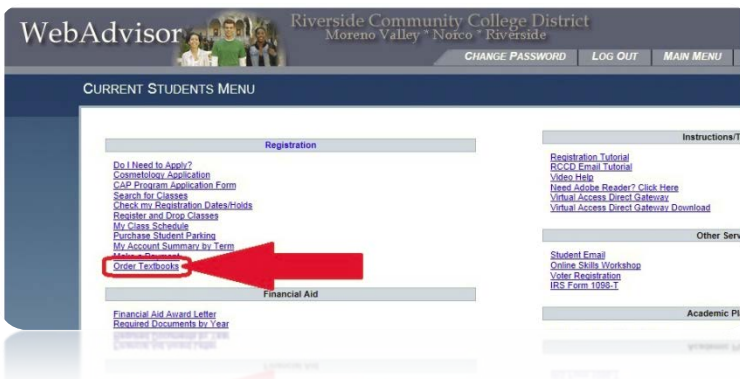 WebAdvisor
Riverside Community College District
Moreno Valley * Norco * Riverside
CHANGE PASSWORD LOG OUT MAIN MENU
CURRENT STUDENTS MENU
Registration
Do I Need to Apply?
Cosmetology Application
CAP Program Application Form
Search for Classes
Check my Registration Dates/Holds
Register and Drop Classes
My Class Schedule
Purchase Student Parking
My Account Summary by Term
Make a Payment
Order Textbooks
Financial Aid
Financial Aid Award Letter
Required Documents by Year
Instructions/T
Registration Tutorial
RCCD Email Tutorial
Video Help
Need Adobe Reader? Click Here
Virtual Access Direct Gateway
Virtual Access Direct Gateway Download
Other Serv
Student Email
Online Skills Workshop
Voter Registration
IRS Form 1098-T
Academic Pl